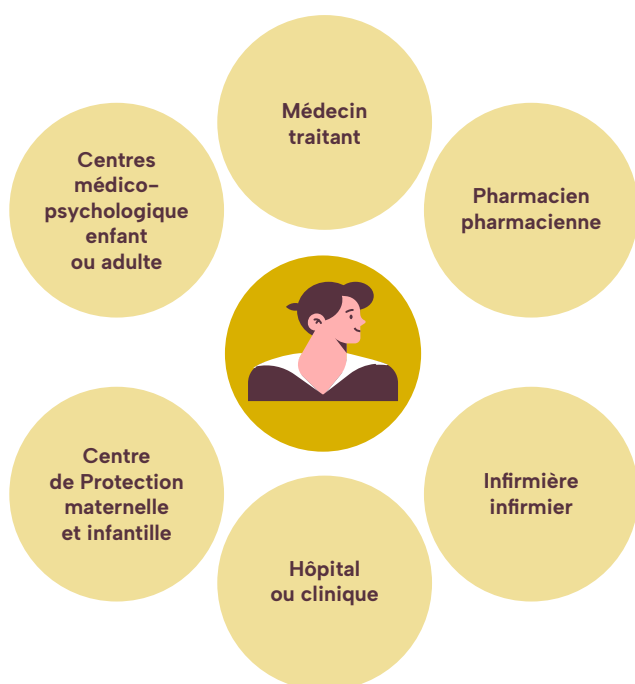 Médecin
traitant
Centres
médico-
psychologique
enfant
ou adulte
Pharmacien
pharmacienne
Centre
de Protection
maternelle
et infantille
Infirmière
infirmier
Hôpital
ou clinique